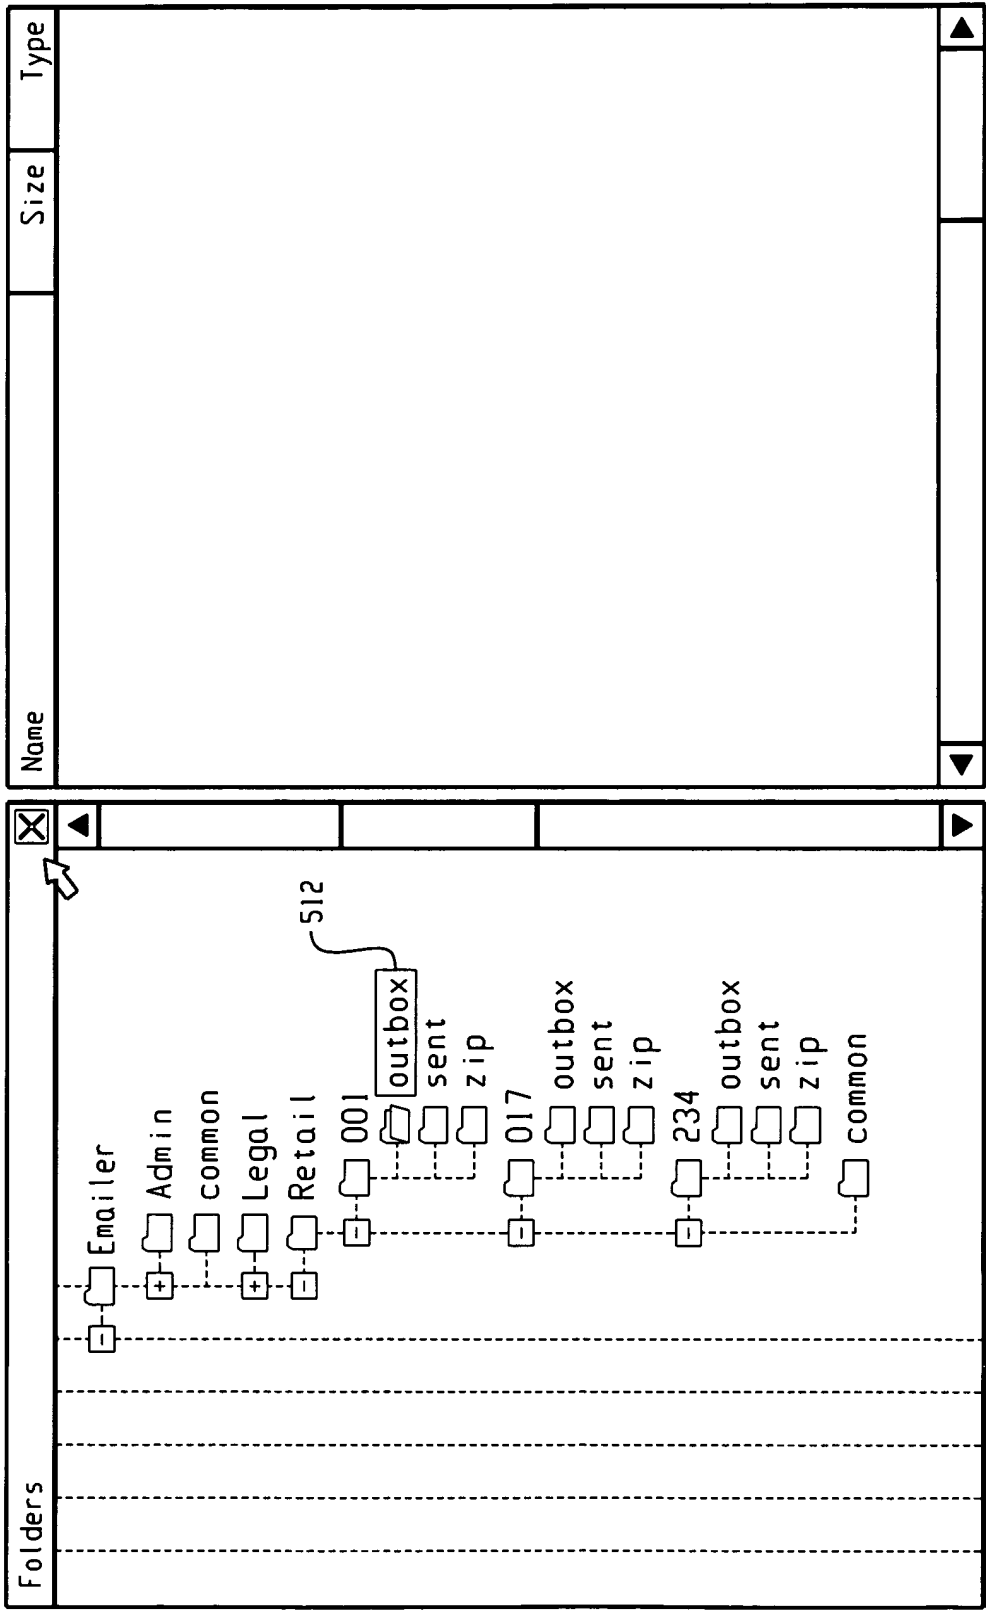 Folders
Emailer
+ Admin
common
+ Legal
- Retail
- 001
outbox
512
sent
zip
- 017
outbox
sent
zip
- 234
outbox
sent
zip
common
Name Size Type